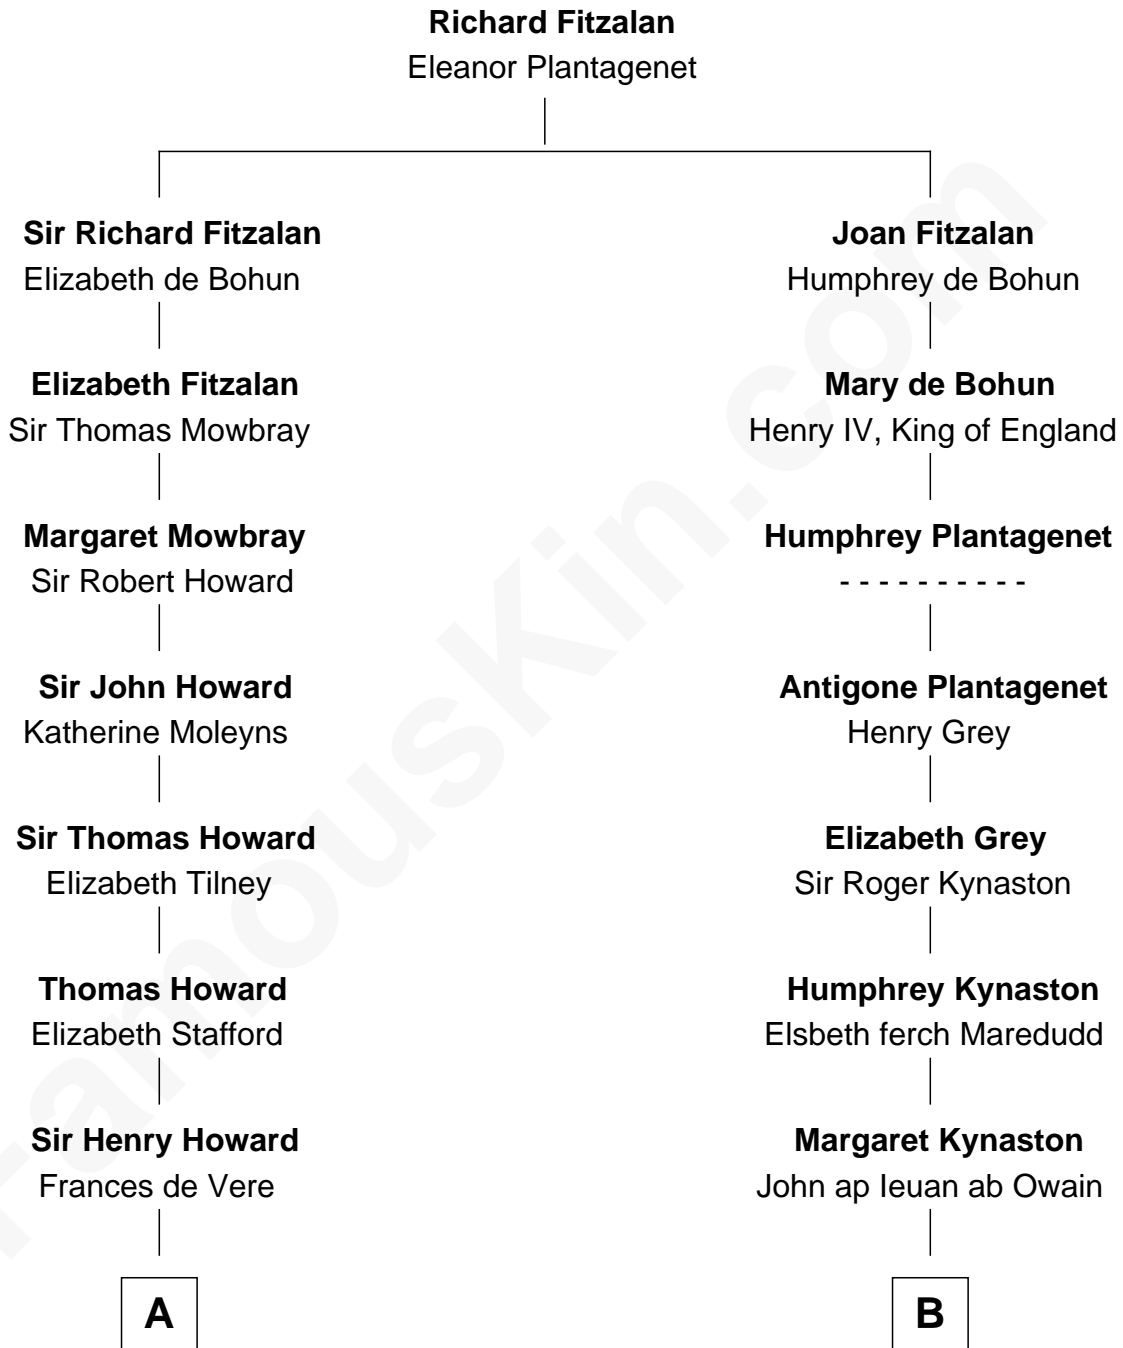 Richard Fitzalan
Eleanor Plantagenet
Sir Richard Fitzalan
Elizabeth de Bohun
Joan Fitzalan
Humphrey de Bohun
Elizabeth Fitzalan
Sir Thomas Mowbray
Mary de Bohun
Henry IV, King of England
Margaret Mowbray
Sir Robert Howard
Humphrey Plantagenet
- - - - - - - - - -
Sir John Howard
Katherine Moleyns
Antigone Plantagenet
Henry Grey
Sir Thomas Howard
Elizabeth Tilney
Elizabeth Grey
Sir Roger Kynaston
Thomas Howard
Elizabeth Stafford
Humphrey Kynaston
Elsbeth ferch Maredudd
Sir Henry Howard
Frances de Vere
Margaret Kynaston
John ap Ieuan ab Owain
A
B
FamousKin.com